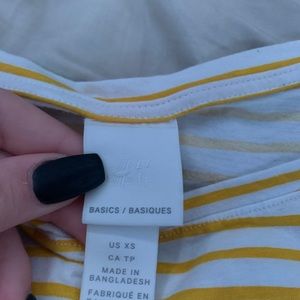 BASICS / BASIQUES
US XS
CA TP
MADE IN
BANGLADESH
FABRIQUÉ EN